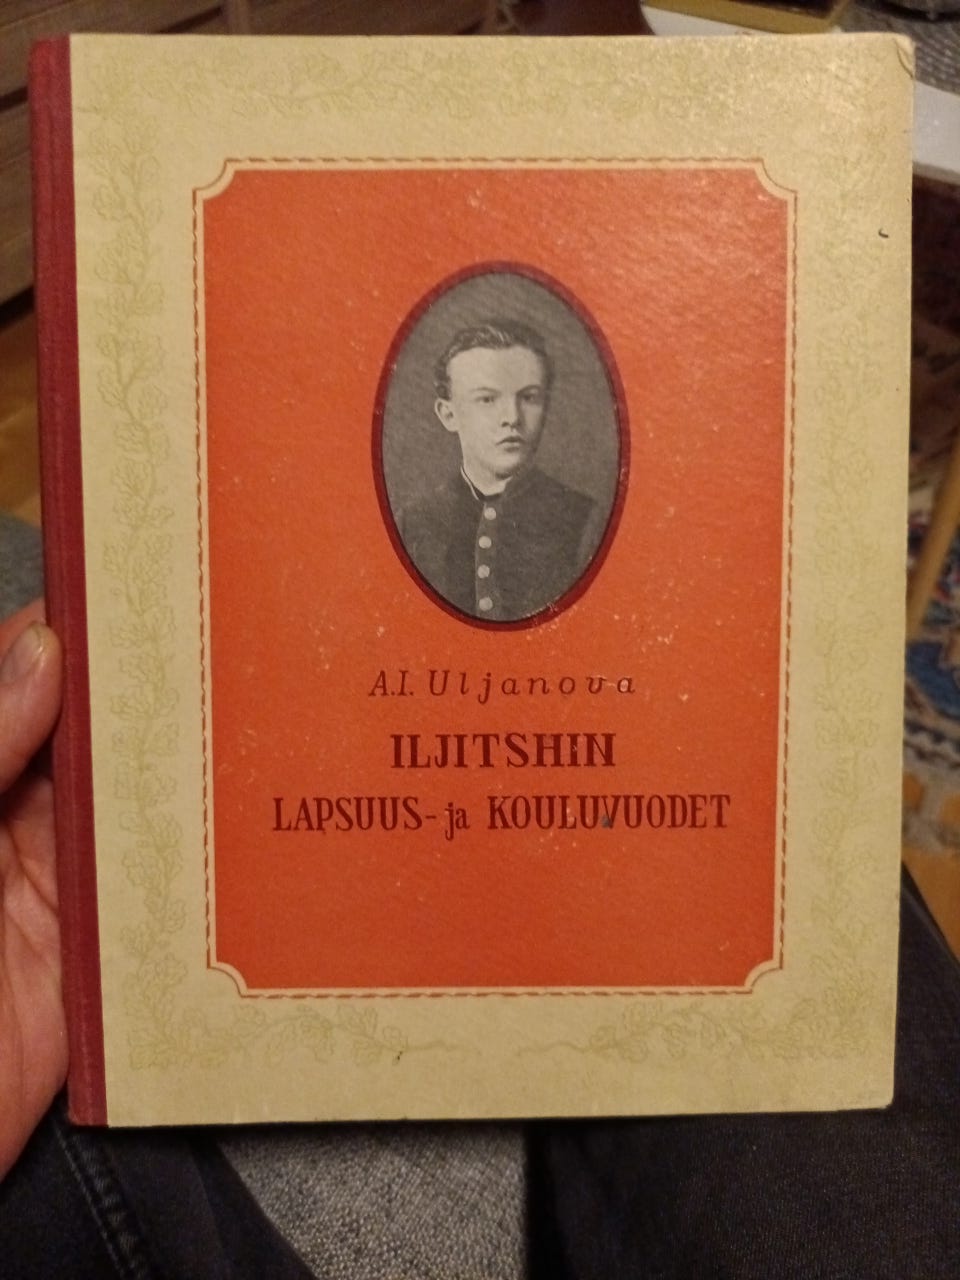 A.I. Uljanova
ILJITSHIN
LAPSUUS- ja KOULUVUODET